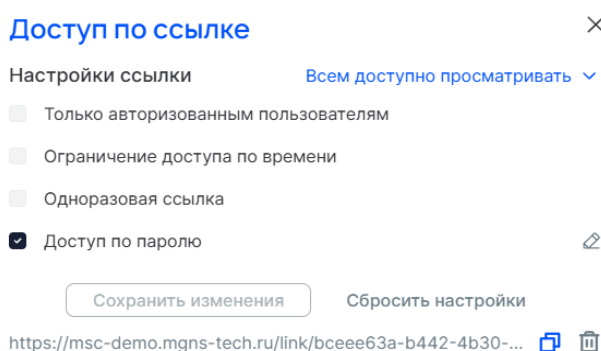 Доступ по ссылке
Настройки ссылки Всем доступно просматривать
Только авторизованным пользователям
Ограничение доступа по времени
Одноразовая ссылка
Доступ по паролю
Сохранить изменения Сбросить настройки
https://msc-demo.mgns-tech.ru/link/bceee63a-b442-4b30-...